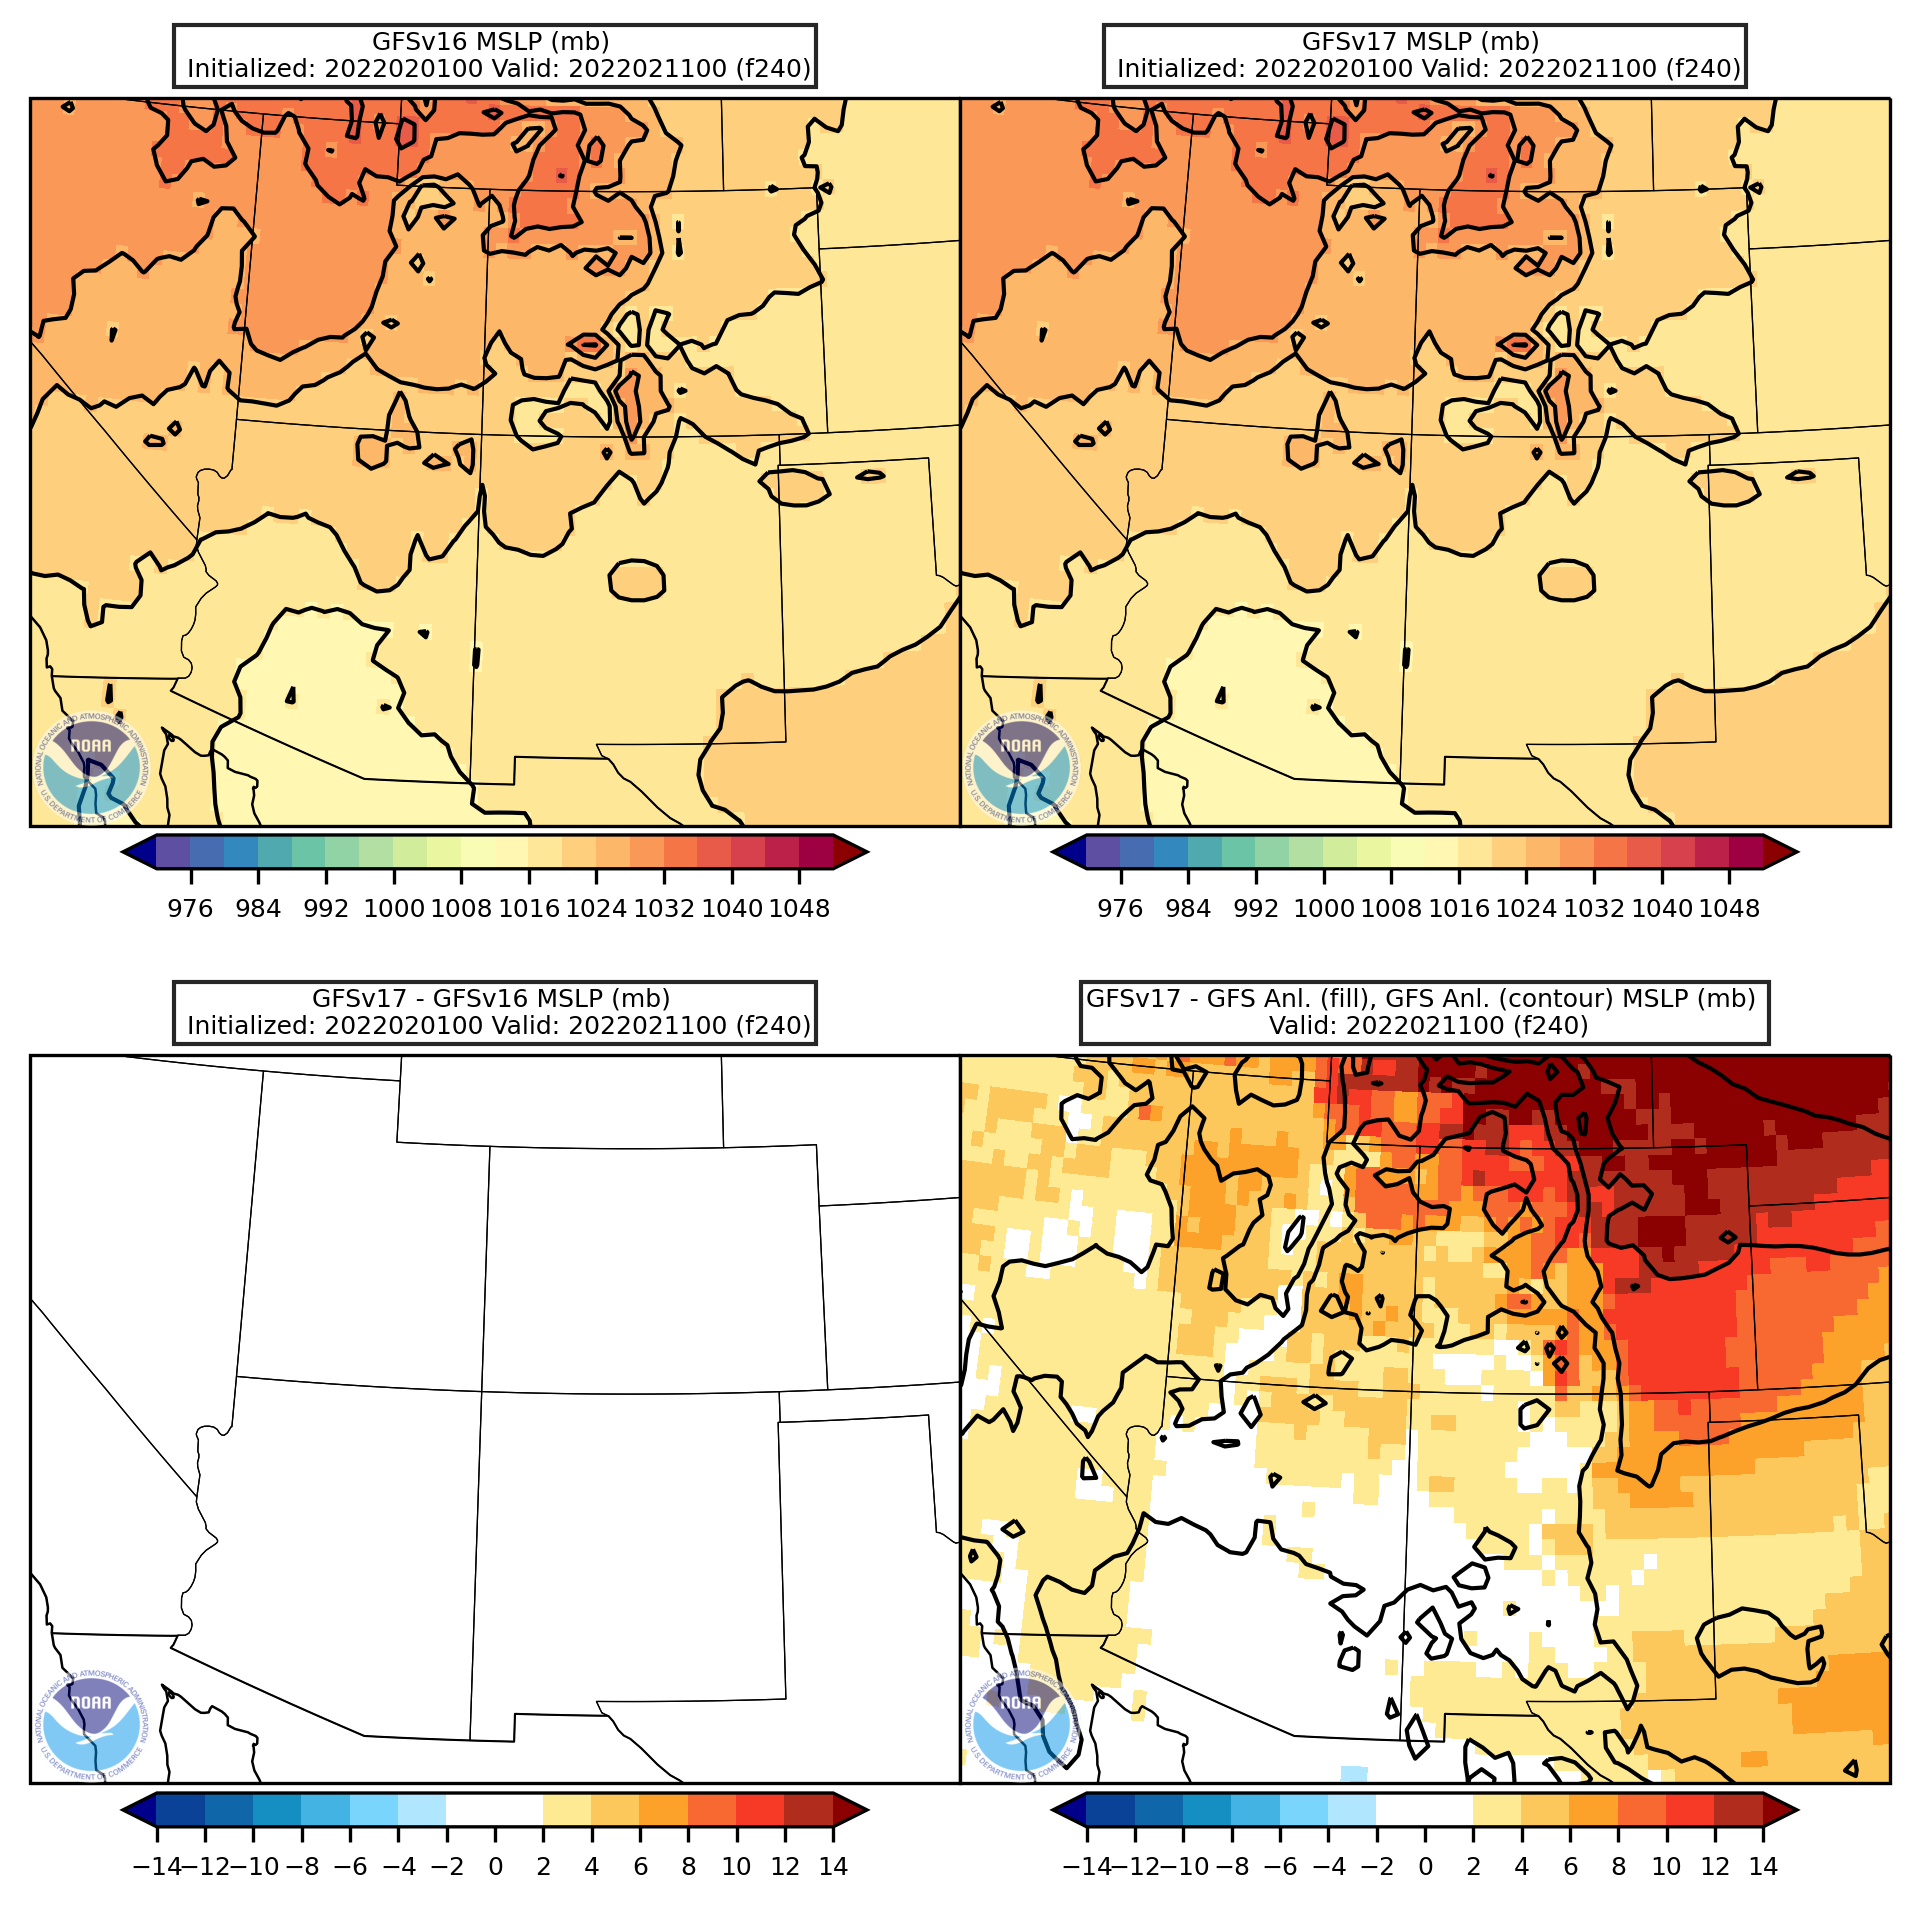 GFSv16 MSLP (mb)
Initialized: 2022020100 Valid: 2022021100 (f240)
GFSv17 MSLP (mb)
Initialized: 2022020100 Valid: 2022021100 (f240)
NATIONAL OCEANIC AND ATMOSPHERIC ADMINISTRATION
NOAA
U.S. DEPARTMENT OF COMMERCE
NATIONAL OCEANIC AND ATMOSPHERIC ADMINISTRATION
NOAA
U.S. DEPARTMENT OF COMMERCE
976 984 992 1000 1008 1016 1024 1032 1040 1048
976 984 992 1000 1008 1016 1024 1032 1040 1048
GFSv17 - GFSv16 MSLP (mb)
Initialized: 2022020100 Valid: 2022021100 (f240)
GFSv17 - GFS Anl. (fill), GFS Anl. (contour) MSLP (mb)
Valid: 2022021100 (f240)
NATIONAL OCEANIC AND ATMOSPHERIC ADMINISTRATION
NOAA
U.S. DEPARTMENT OF COMMERCE
NATIONAL OCEANIC AND ATMOSPHERIC ADMINISTRATION
NOAA
U.S. DEPARTMENT OF COMMERCE
−14 −12 −10 −8 −6 −4 −2 0 2 4 6 8 10 12 14
−14 −12 −10 −8 −6 −4 −2 0 2 4 6 8 10 12 14